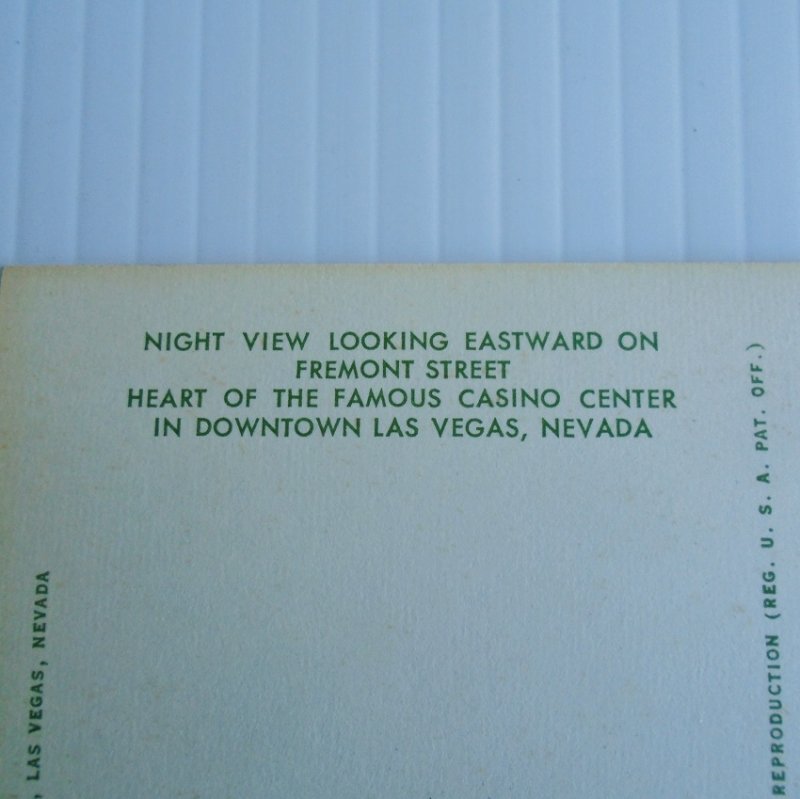 NIGHT VIEW LOOKING EASTWARD ON
FREMONT STREET
HEART OF THE FAMOUS CASINO CENTER
IN DOWNTOWN LAS VEGAS, NEVADA
, LAS VEGAS, NEVADA
REPRODUCTION (REG. U. S. A. PAT. OFF.)